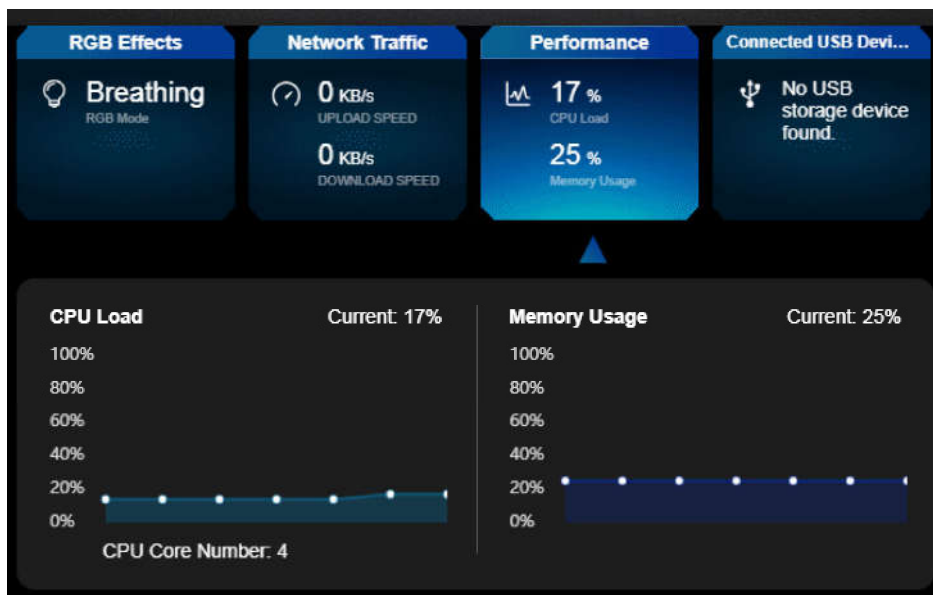 RGB Effects
Breathing
RGB Mode
Network Traffic
0 KB/s
UPLOAD SPEED
0 KB/s
DOWNLOAD SPEED
Performance
17 %
CPU Load
25 %
Memory Usage
Connected USB Devi...
No USB
storage device
found.
CPU Load
Current: 17%
100%
80%
60%
40%
20%
0%
CPU Core Number: 4
Memory Usage
Current: 25%
100%
80%
60%
40%
20%
0%